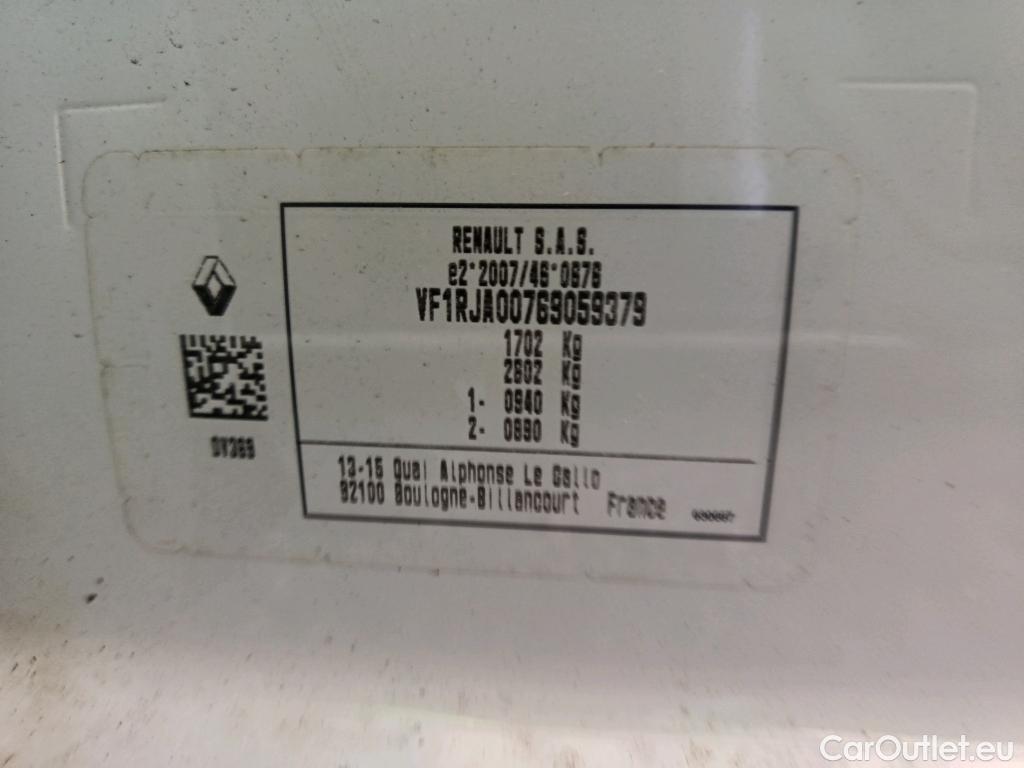 RENAULT S.A.S.
e2*2007/46*0676
VF1RJA00769059379
1702 Kg
2602 Kg
1- 0940 Kg
2- 0890 Kg
13-15 Quai Alphonse Le Gallo
92100 Boulogne-Billancourt France
DV369
CarOutlet.eu